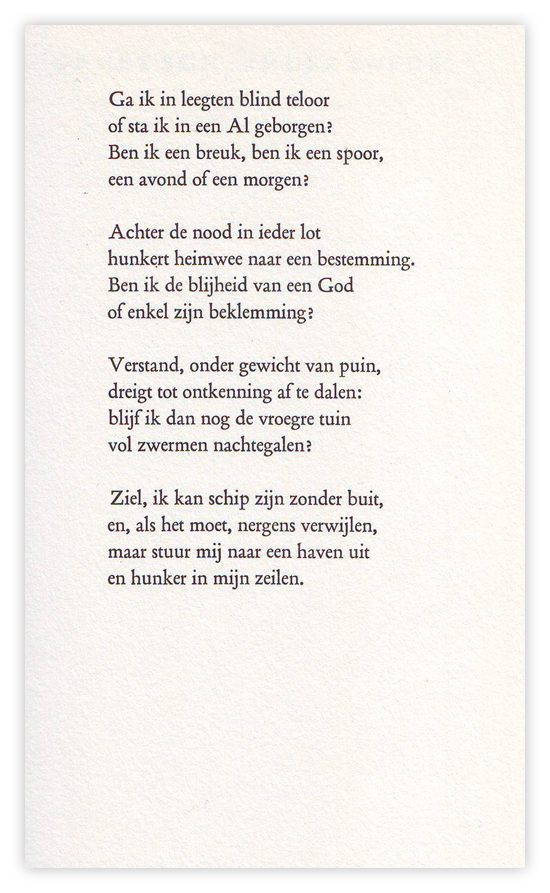 Ga ik in leegten blind teloor
of sta ik in een Al geborgen?
Ben ik een breuk, ben ik een spoor,
een avond of een morgen?
Achter de nood in ieder lot
hunkert heimwee naar een bestemming.
Ben ik de blijheid van een God
of enkel zijn beklemming?
Verstand, onder gewicht van puin,
dreigt tot ontkenning af te dalen:
blijf ik dan nog de vroegre tuin
vol zwermen nachtegalen?
Ziel, ik kan schip zijn zonder buit,
en, als het moet, nergens verwijlen,
maar stuur mij naar een haven uit
en hunker in mijn zeilen.